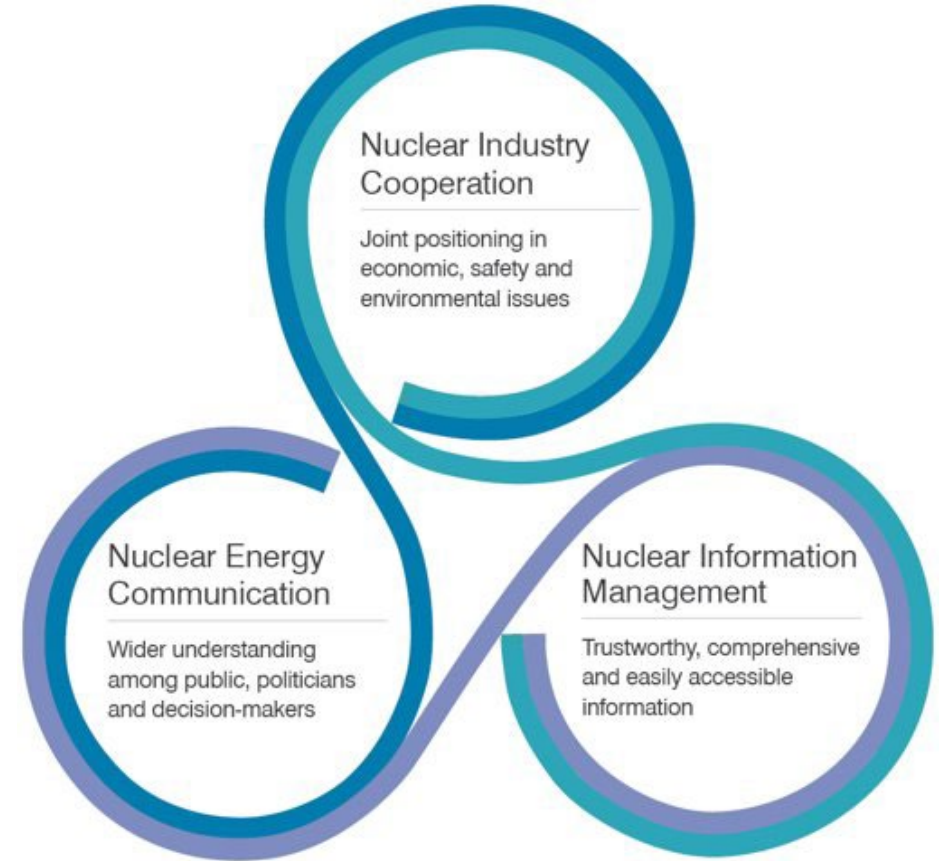 Nuclear Industry
Cooperation
Joint positioning in
economic, safety and
environmental issues
Nuclear Energy
Communication
Wider understanding
among public, politicians
and decision-makers
Nuclear Information
Management
Trustworthy, comprehensive
and easily accessible
information